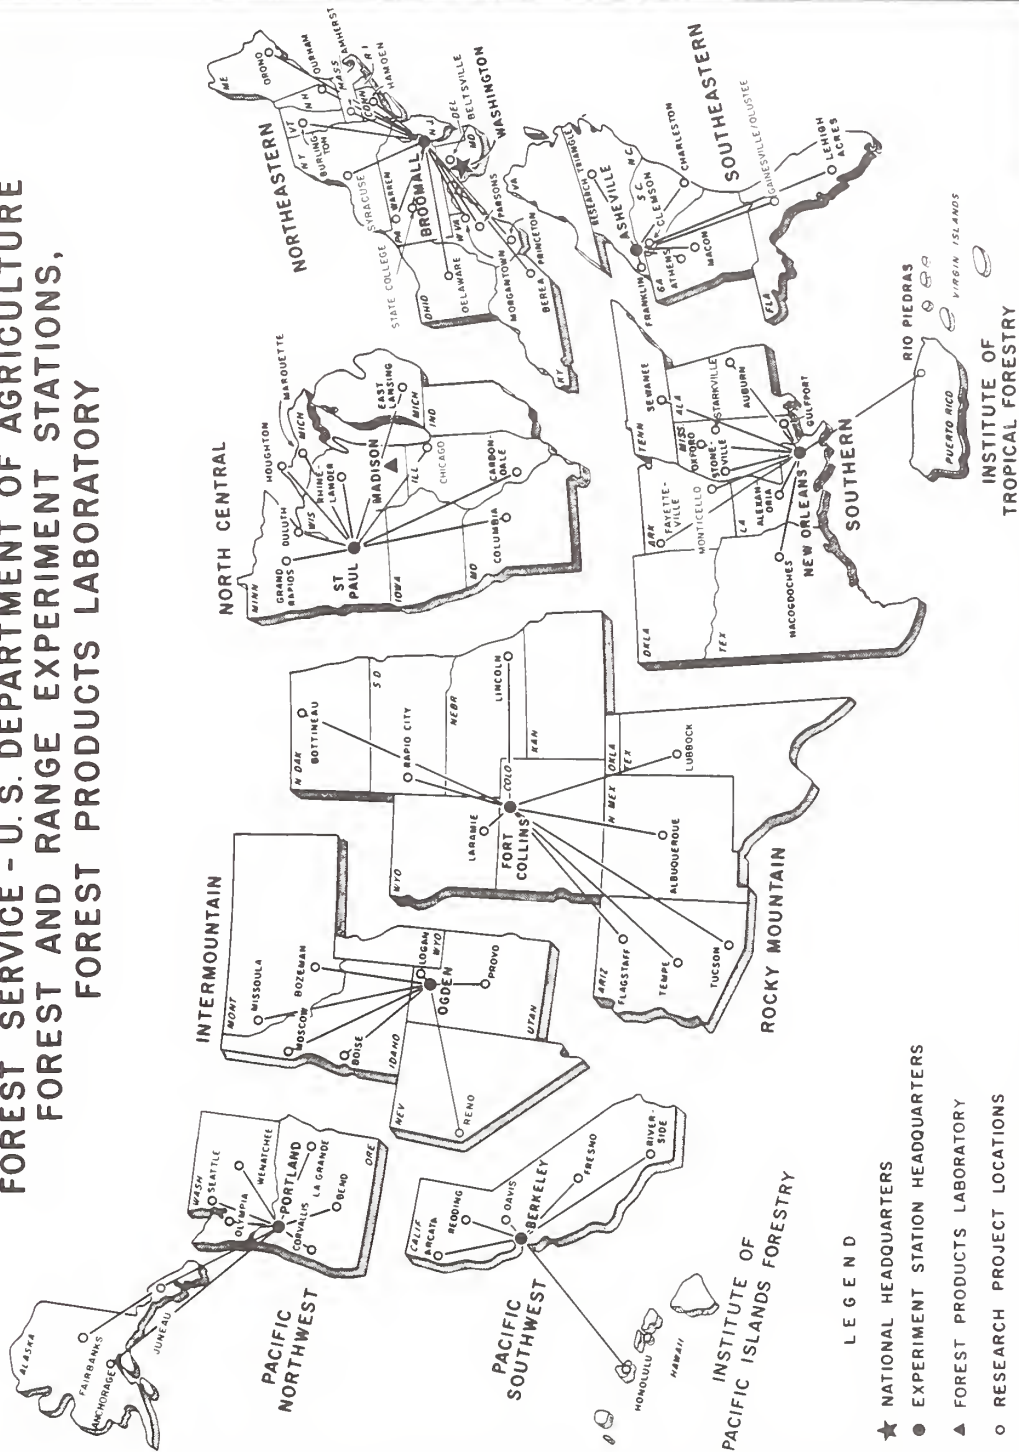 FOREST SERVICE - U.S. DEPARTMENT OF AGRICULTURE
FOREST AND RANGE EXPERIMENT STATIONS,
FOREST PRODUCTS LABORATORY
ALASKA
FAIRBANKS
ANCHORAGE
JUNEAU
PACIFIC
NORTHWEST
WASH
SEATTLE
OLYMPIA
WENATCHEE
PORTLAND
LA GRANDE
CORVALLIS
BEND
ORE
PACIFIC
SOUTHWEST
CALIF
ARCATA
REDDING
DAVIS
BERKELEY
FRESNO
RIVER-
SIDE
HONOLULU
HAWAII
INSTITUTE OF
PACIFIC ISLANDS FORESTRY
INTERMOUNTAIN
MONT
MISSOULA
MOSCOW
BOZEMAN
BOISE
IDAHO
LOGAN
WYO
OGDEN
PROVO
UTAH
NEV
RENO
ROCKY MOUNTAIN
N DAK
BOTTINEAU
S D
RAPID CITY
NEBR
LINCOLN
WYO
LARAMIE
COLO
FORT
COLLINS
KAN
OKLA
TEX
N MEX
LUBBOCK
ALBUQUERQUE
ARIZ
FLAGSTAFF
TEMPE
TUCSON
NORTH CENTRAL
MINN
GRAND
RAPIDS
DULUTH
HOUGHTON
MARQUETTE
MICH
WIS
RHINE-
LANDER
ST
PAUL
MADISON
EAST
LANSING
MICH
IOWA
ILL
IND
CHICAGO
MO
CARBON-
DALE
COLUMBIA
NORTHEASTERN
ME
ORONO
DURHAM
AMHERST
N H
VT
MASS
R I
CONN
HAMDEN
N Y
BURLING-
TON
SYRACUSE
WARREN
PA
STATE COLLEGE
BROOMALL
N J
DEL
MD
BELTSVILLE
WASHINGTON
OHIO
DELAWARE
W VA
PARSONS
MORGANTOWN
VA
PRINCETON
BEREA
KY
SOUTHEASTERN
RESEARCH TRIANGLE
N C
ASHEVILLE
S C
CLEMSON
CHARLESTON
FRANKLIN
GA
ATHENS
MACON
GAINESVILLE/OLUSTEE
LEHIGH
ACRES
FLA
SOUTHERN
OKLA
TEX
ARK
FAYETTE-
VILLE
MONTICELLO
TENN
SEWANEE
MISS
ALA
OXFORD
STONE-
VILLE
STARKVILLE
AUBURN
LA
ALEXAN-
DRIA
GULFPORT
NACOGDOCHES
NEW ORLEANS
RIO PIEDRAS
PUERTO RICO
VIRGIN ISLANDS
INSTITUTE OF
TROPICAL FORESTRY
LEGEND
NATIONAL HEADQUARTERS
EXPERIMENT STATION HEADQUARTERS
FOREST PRODUCTS LABORATORY
RESEARCH PROJECT LOCATIONS